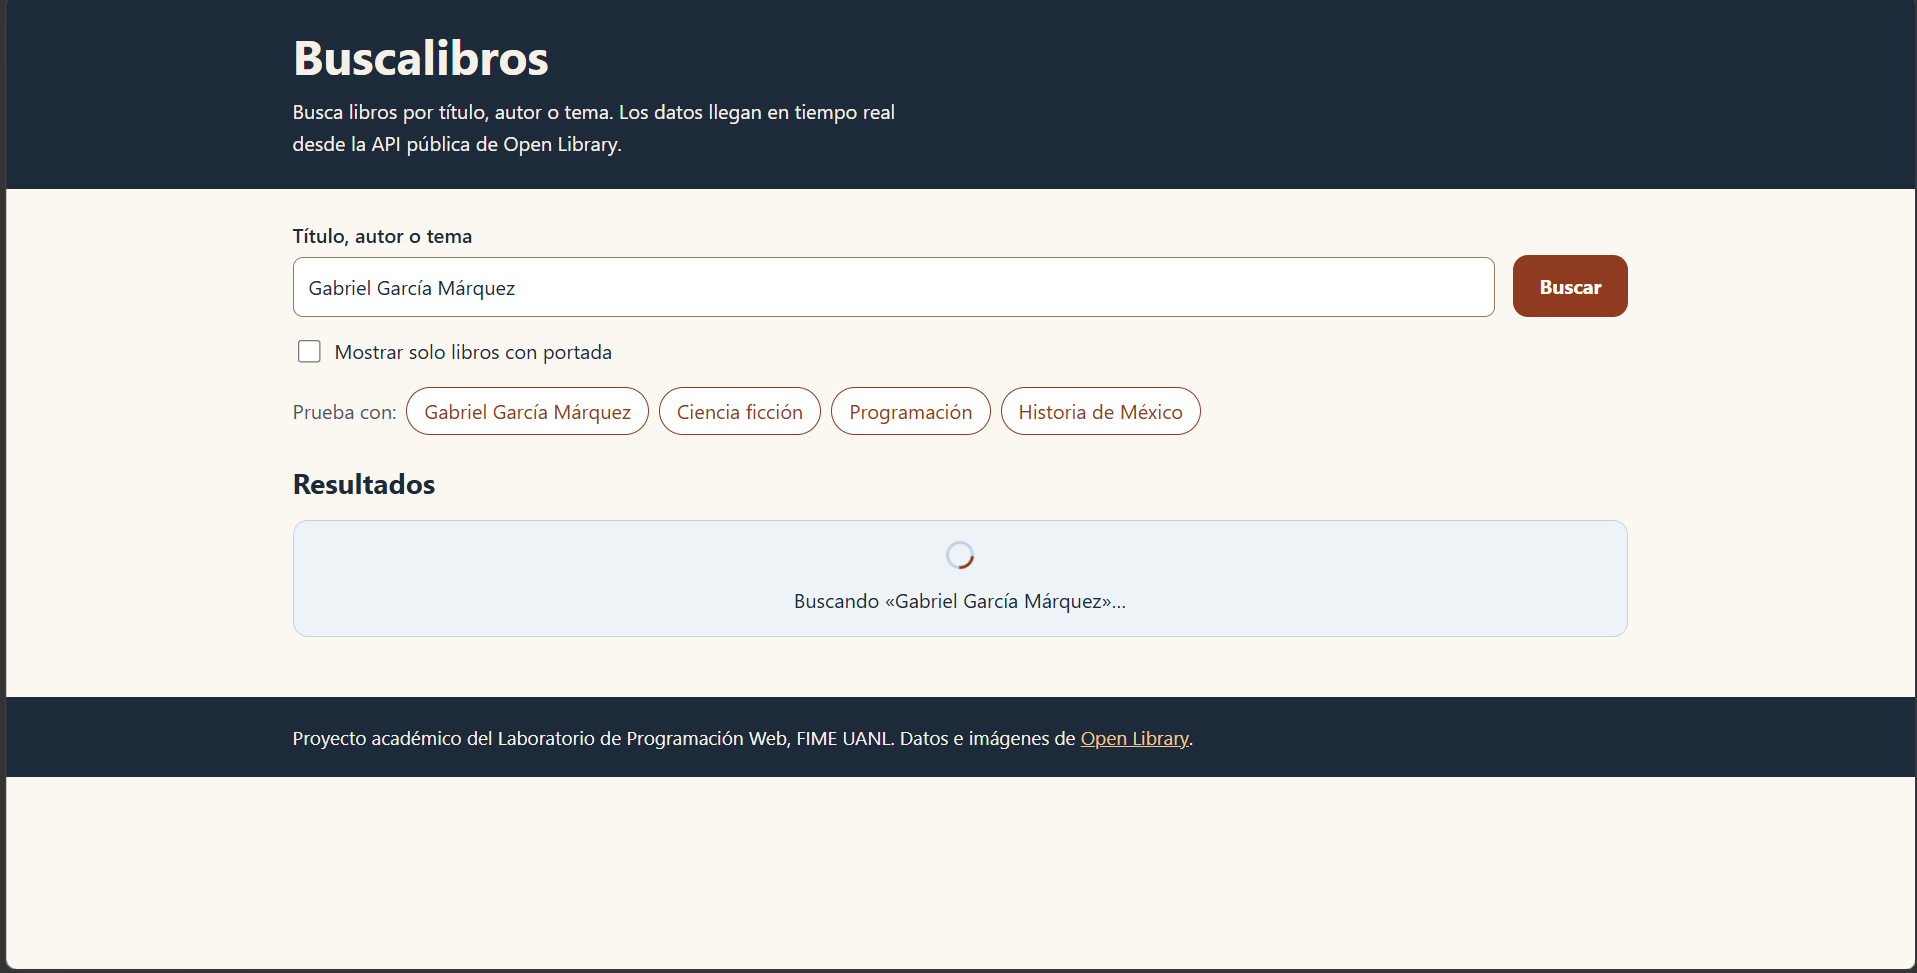 Buscalibros
Busca libros por título, autor o tema. Los datos llegan en tiempo real
desde la API pública de Open Library.
Título, autor o tema
Gabriel García Márquez
Buscar
Mostrar solo libros con portada
Prueba con: Gabriel García Márquez Ciencia ficción Programación Historia de México
Resultados
Buscando «Gabriel García Márquez»…
Proyecto académico del Laboratorio de Programación Web, FIME UANL. Datos e imágenes de Open Library.